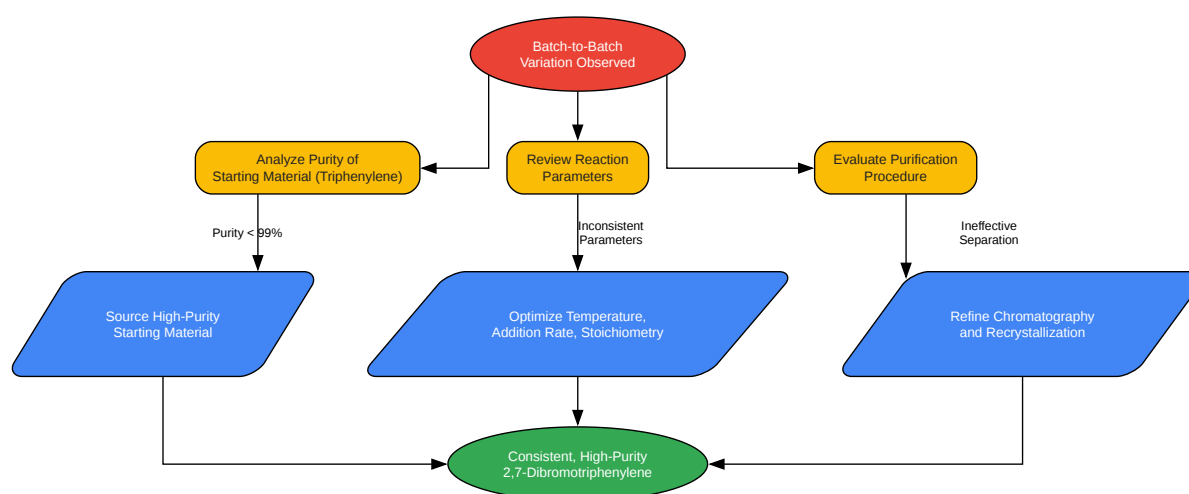 Batch-to-Batch
Variation Observed
Analyze Purity of
Starting Material (Triphenylene)
Review Reaction
Parameters
Evaluate Purification
Procedure
Purity < 99%
Inconsistent
Parameters
Ineffective
Separation
Source High-Purity
Starting Material
Optimize Temperature,
Addition Rate, Stoichiometry
Refine Chromatography
and Recrystallization
Consistent, High-Purity
2,7-Dibromotriphenylene